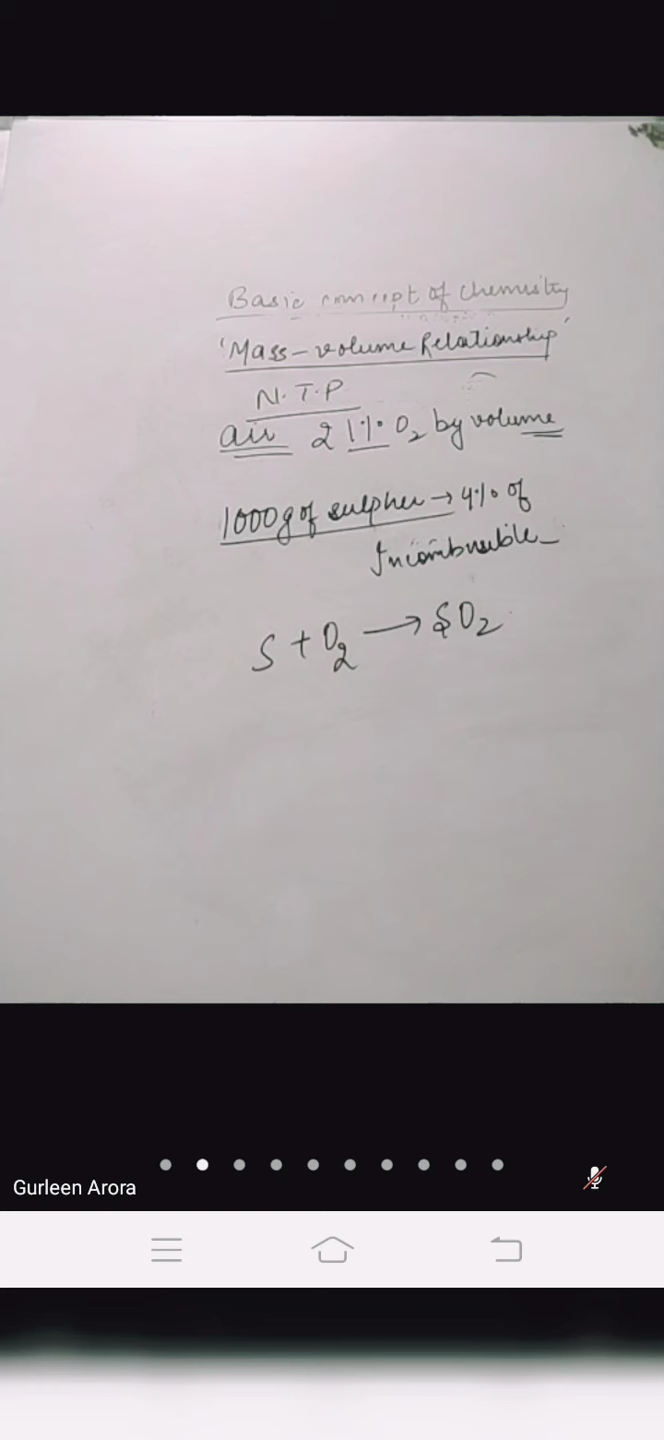 Basic concept of Chemistry
'Mass-volume Relationship'
N.T.P
air 21% O2 by volume
1000g of sulpher → 4% of
Incombusible
S + O2 → SO2
Gurleen Arora